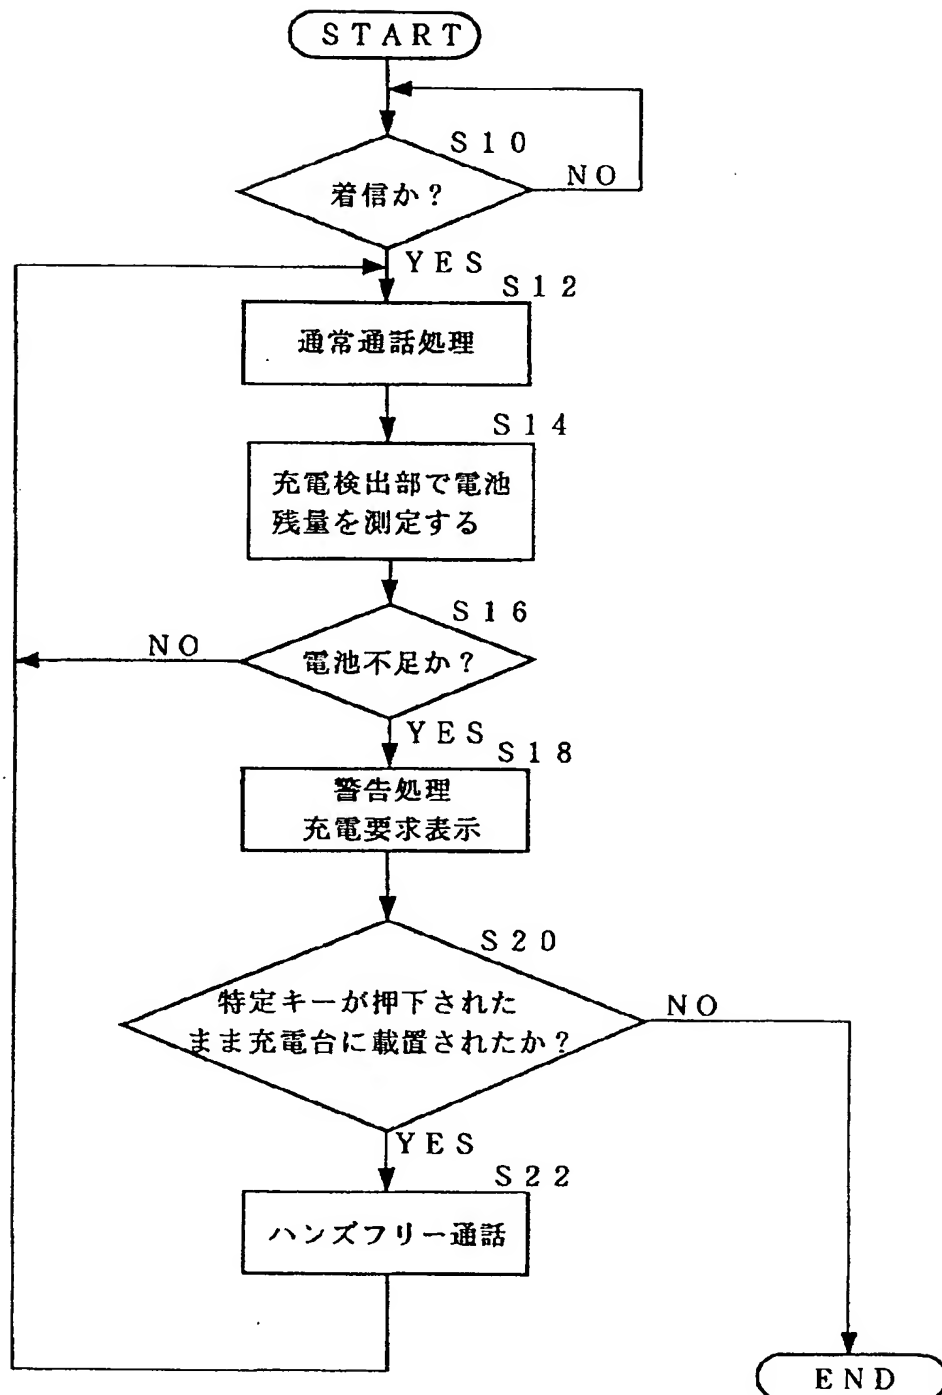 START
S10
着信か?
NO
YES
S12
通常通話処理
S14
充電検出部で電池
残量を測定する
S16
NO
電池不足か?
YES
S18
警告処理
充電要求表示
S20
特定キーが押下された
まま充電台に載置されたか?
NO
YES
S22
ハンズフリー通話
END